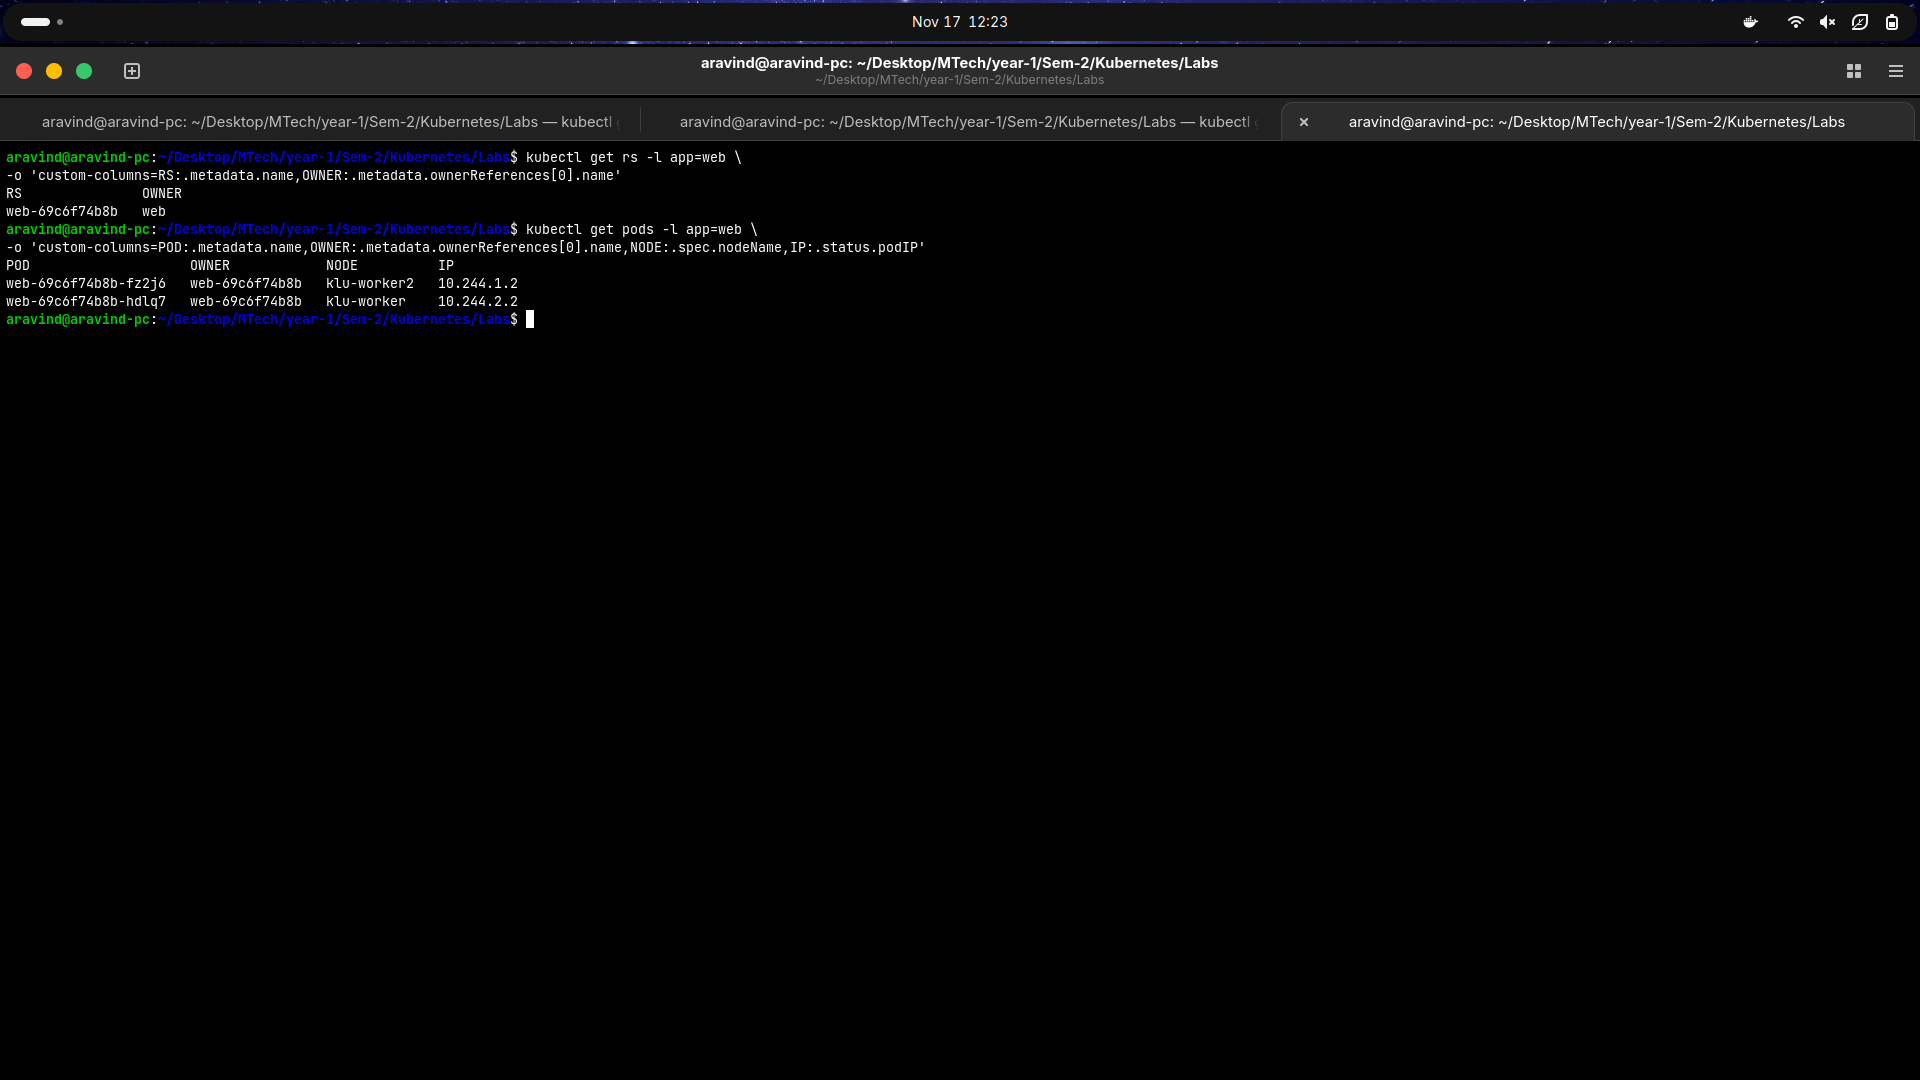 Nov 17 12:23
aravind@aravind-pc: ~/Desktop/MTech/year-1/Sem-2/Kubernetes/Labs
~/Desktop/MTech/year-1/Sem-2/Kubernetes/Labs
aravind@aravind-pc: ~/Desktop/MTech/year-1/Sem-2/Kubernetes/Labs — kubectl
aravind@aravind-pc: ~/Desktop/MTech/year-1/Sem-2/Kubernetes/Labs — kubectl
aravind@aravind-pc: ~/Desktop/MTech/year-1/Sem-2/Kubernetes/Labs
aravind@aravind-pc:~/Desktop/MTech/year-1/Sem-2/Kubernetes/Labs$ kubectl get rs -l app=web \
-o 'custom-columns=RS:.metadata.name,OWNER:.metadata.ownerReferences[0].name'
RS               OWNER
web-69c6f74b8b   web
aravind@aravind-pc:~/Desktop/MTech/year-1/Sem-2/Kubernetes/Labs$ kubectl get pods -l app=web \
-o 'custom-columns=POD:.metadata.name,OWNER:.metadata.ownerReferences[0].name,NODE:.spec.nodeName,IP:.status.podIP'
POD                    OWNER            NODE          IP
web-69c6f74b8b-fz2j6   web-69c6f74b8b   klu-worker2   10.244.1.2
web-69c6f74b8b-hdlq7   web-69c6f74b8b   klu-worker    10.244.2.2
aravind@aravind-pc:~/Desktop/MTech/year-1/Sem-2/Kubernetes/Labs$